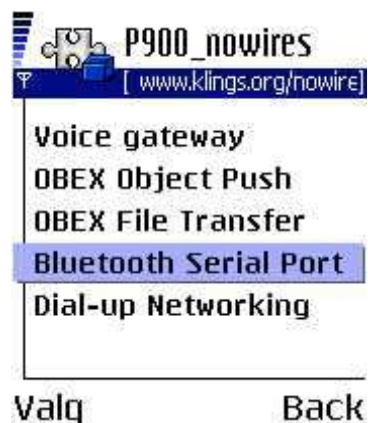 P900_nowires
[ www.klings.org/nowire]
Voice gateway
OBEX Object Push
OBEX File Transfer
Bluetooth Serial Port
Dial-up Networking
Valg Back